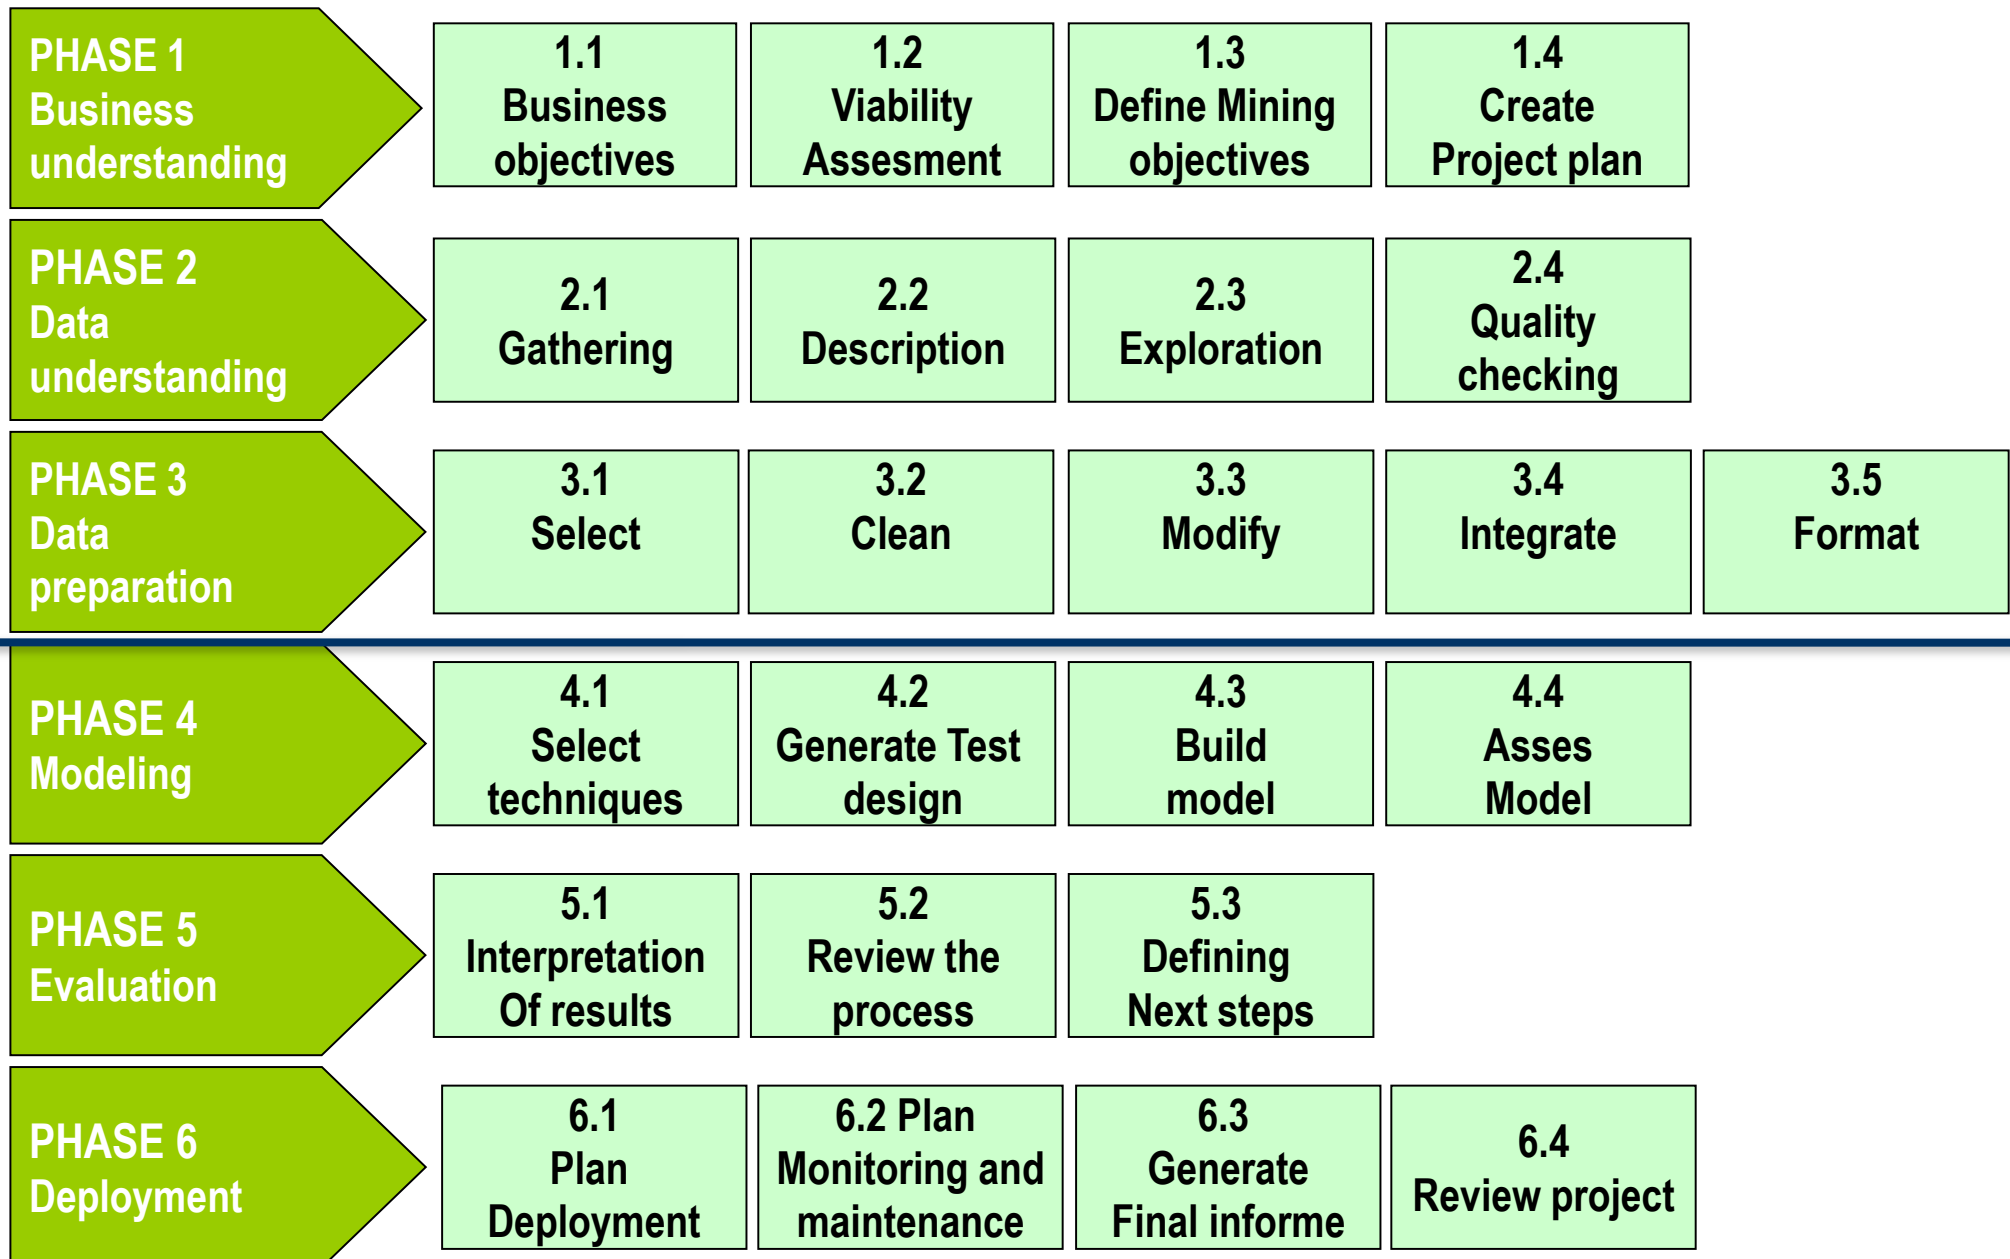 PHASE 1
Business
understanding
1.1
Business
objectives
1.2
Viability
Assesment
1.3
Define Mining
objectives
1.4
Create
Project plan
PHASE 2
Data
understanding
2.1
Gathering
2.2
Description
2.3
Exploration
2.4
Quality
checking
PHASE 3
Data
preparation
3.1
Select
3.2
Clean
3.3
Modify
3.4
Integrate
3.5
Format
PHASE 4
Modeling
4.1
Select
techniques
4.2
Generate Test
design
4.3
Build
model
4.4
Asses
Model
PHASE 5
Evaluation
5.1
Interpretation
Of results
5.2
Review the
process
5.3
Defining
Next steps
PHASE 6
Deployment
6.1
Plan
Deployment
6.2 Plan
Monitoring and
maintenance
6.3
Generate
Final informe
6.4
Review project